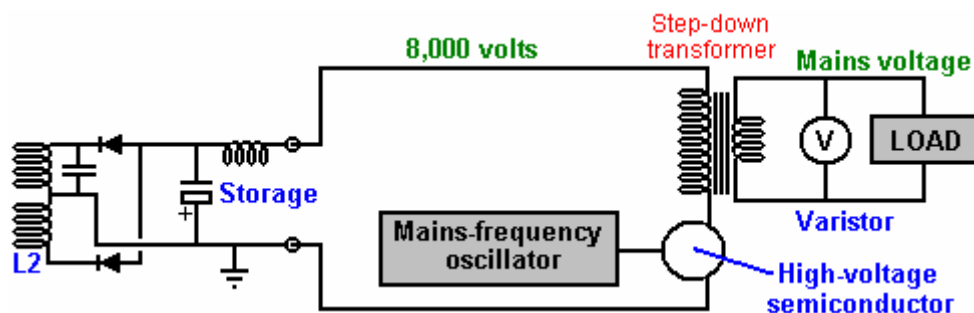 Step-down
transformer
8,000 volts
Mains voltage
V
LOAD
Storage
+
Mains-frequency
oscillator
Varistor
L2
High-voltage
semiconductor